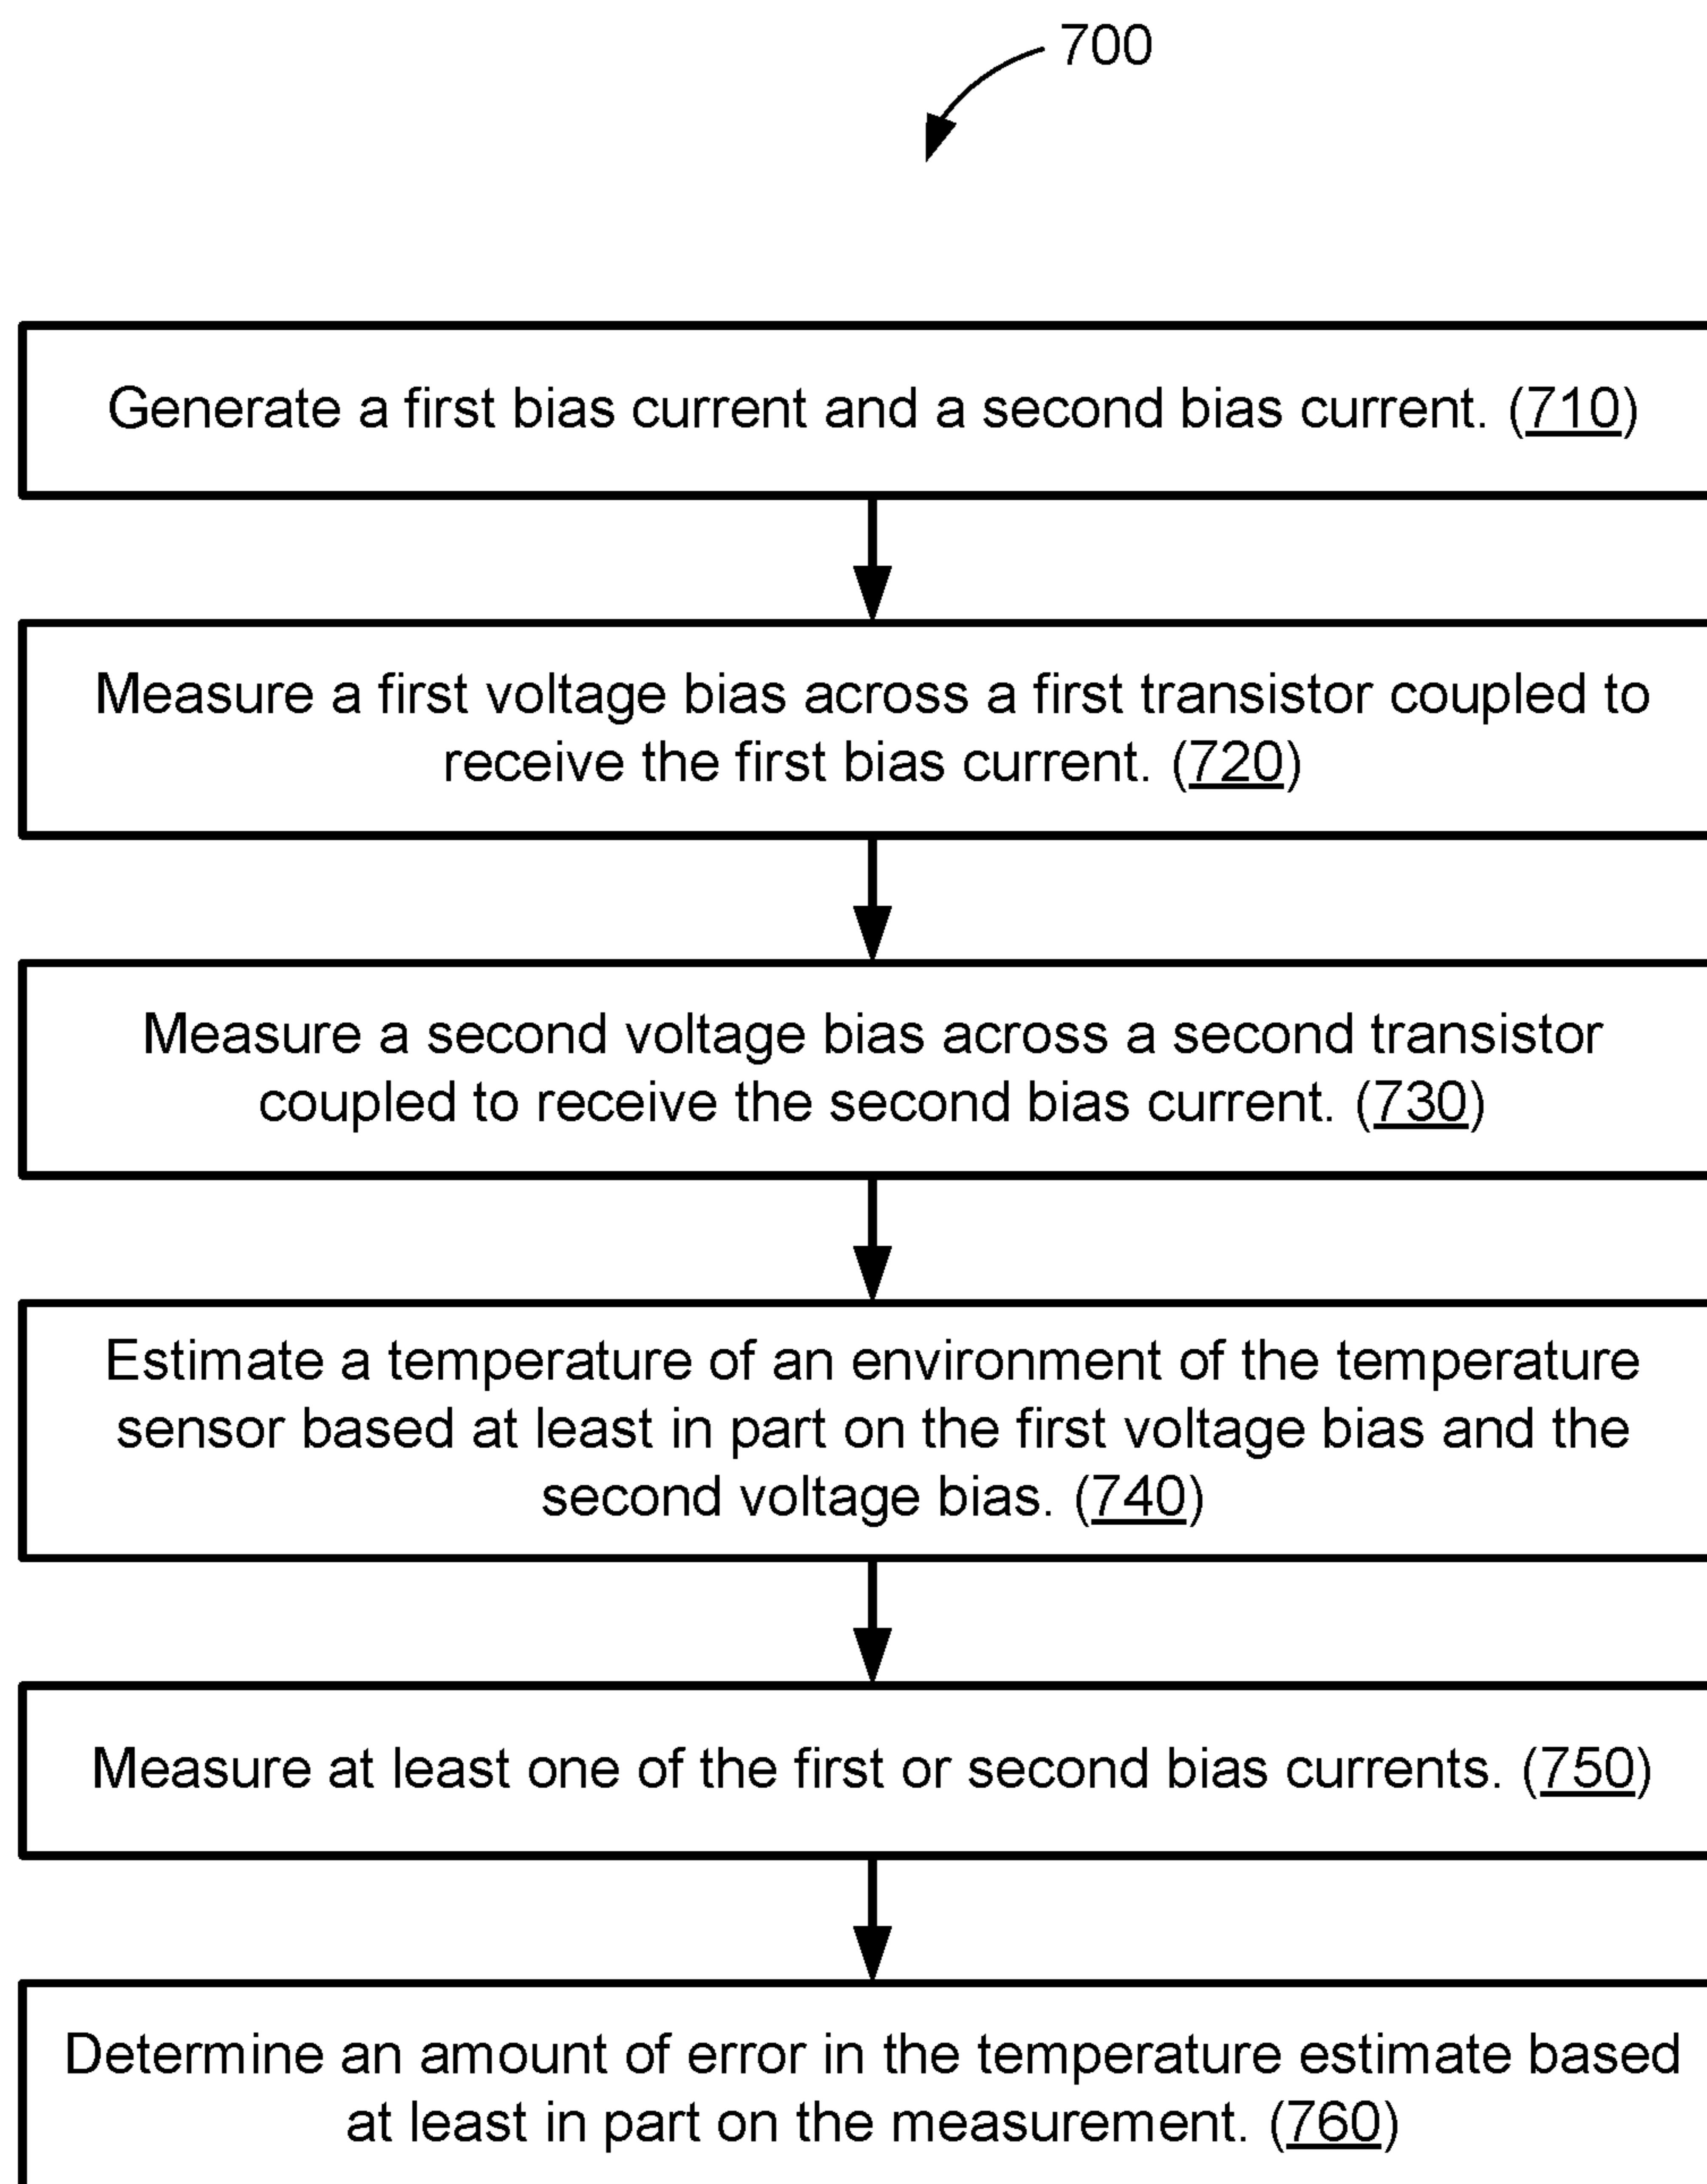 700
Generate a first bias current and a second bias current. (710)
Measure a first voltage bias across a first transistor coupled to
receive the first bias current. (720)
Measure a second voltage bias across a second transistor
coupled to receive the second bias current. (730)
Estimate a temperature of an environment of the temperature
sensor based at least in part on the first voltage bias and the
second voltage bias. (740)
Measure at least one of the first or second bias currents. (750)
Determine an amount of error in the temperature estimate based
at least in part on the measurement. (760)